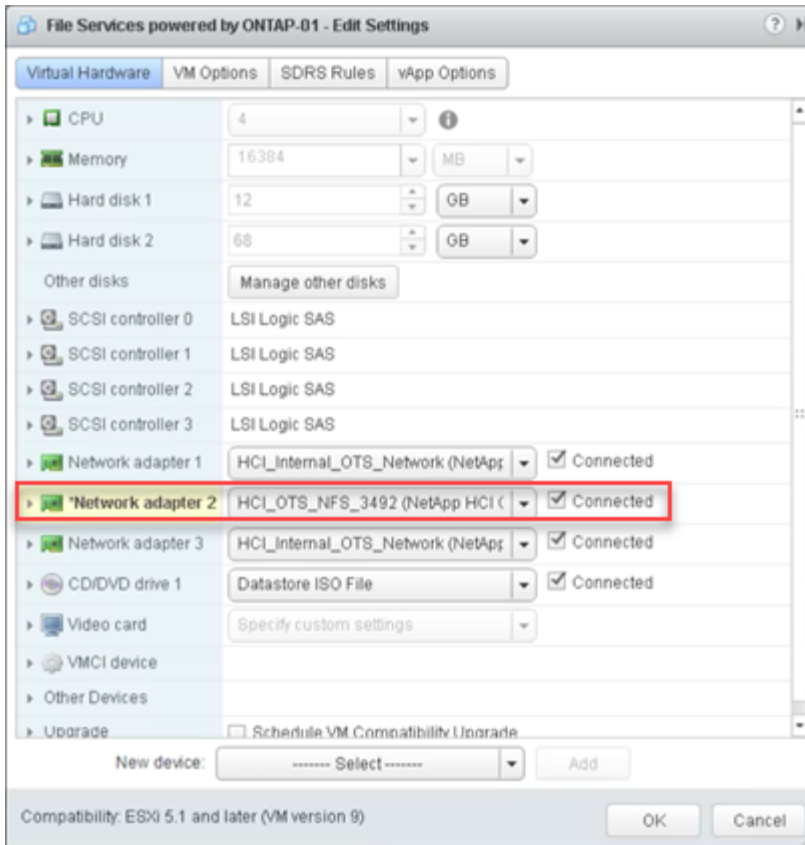 File Services powered by ONTAP-01 - Edit Settings ?
Virtual Hardware VM Options SDRS Rules vApp Options
CPU 4
Memory 16384 MB
Hard disk 1 12 GB
Hard disk 2 68 GB
Other disks Manage other disks
SCSI controller 0 LSI Logic SAS
SCSI controller 1 LSI Logic SAS
SCSI controller 2 LSI Logic SAS
SCSI controller 3 LSI Logic SAS
Network adapter 1 HCI_Internal_OTS_Network (NetApp Connected
*Network adapter 2 HCI_OTS_NFS_3492 (NetApp HCI ( Connected
Network adapter 3 HCI_Internal_OTS_Network (NetApp Connected
CD/DVD drive 1 Datastore ISO File Connected
Video card Specify custom settings
VMCI device
Other Devices
Upgrade Schedule VM Compatibility Upgrade
New device: ------- Select ------- Add
Compatibility: ESXi 5.1 and later (VM version 9) OK Cancel